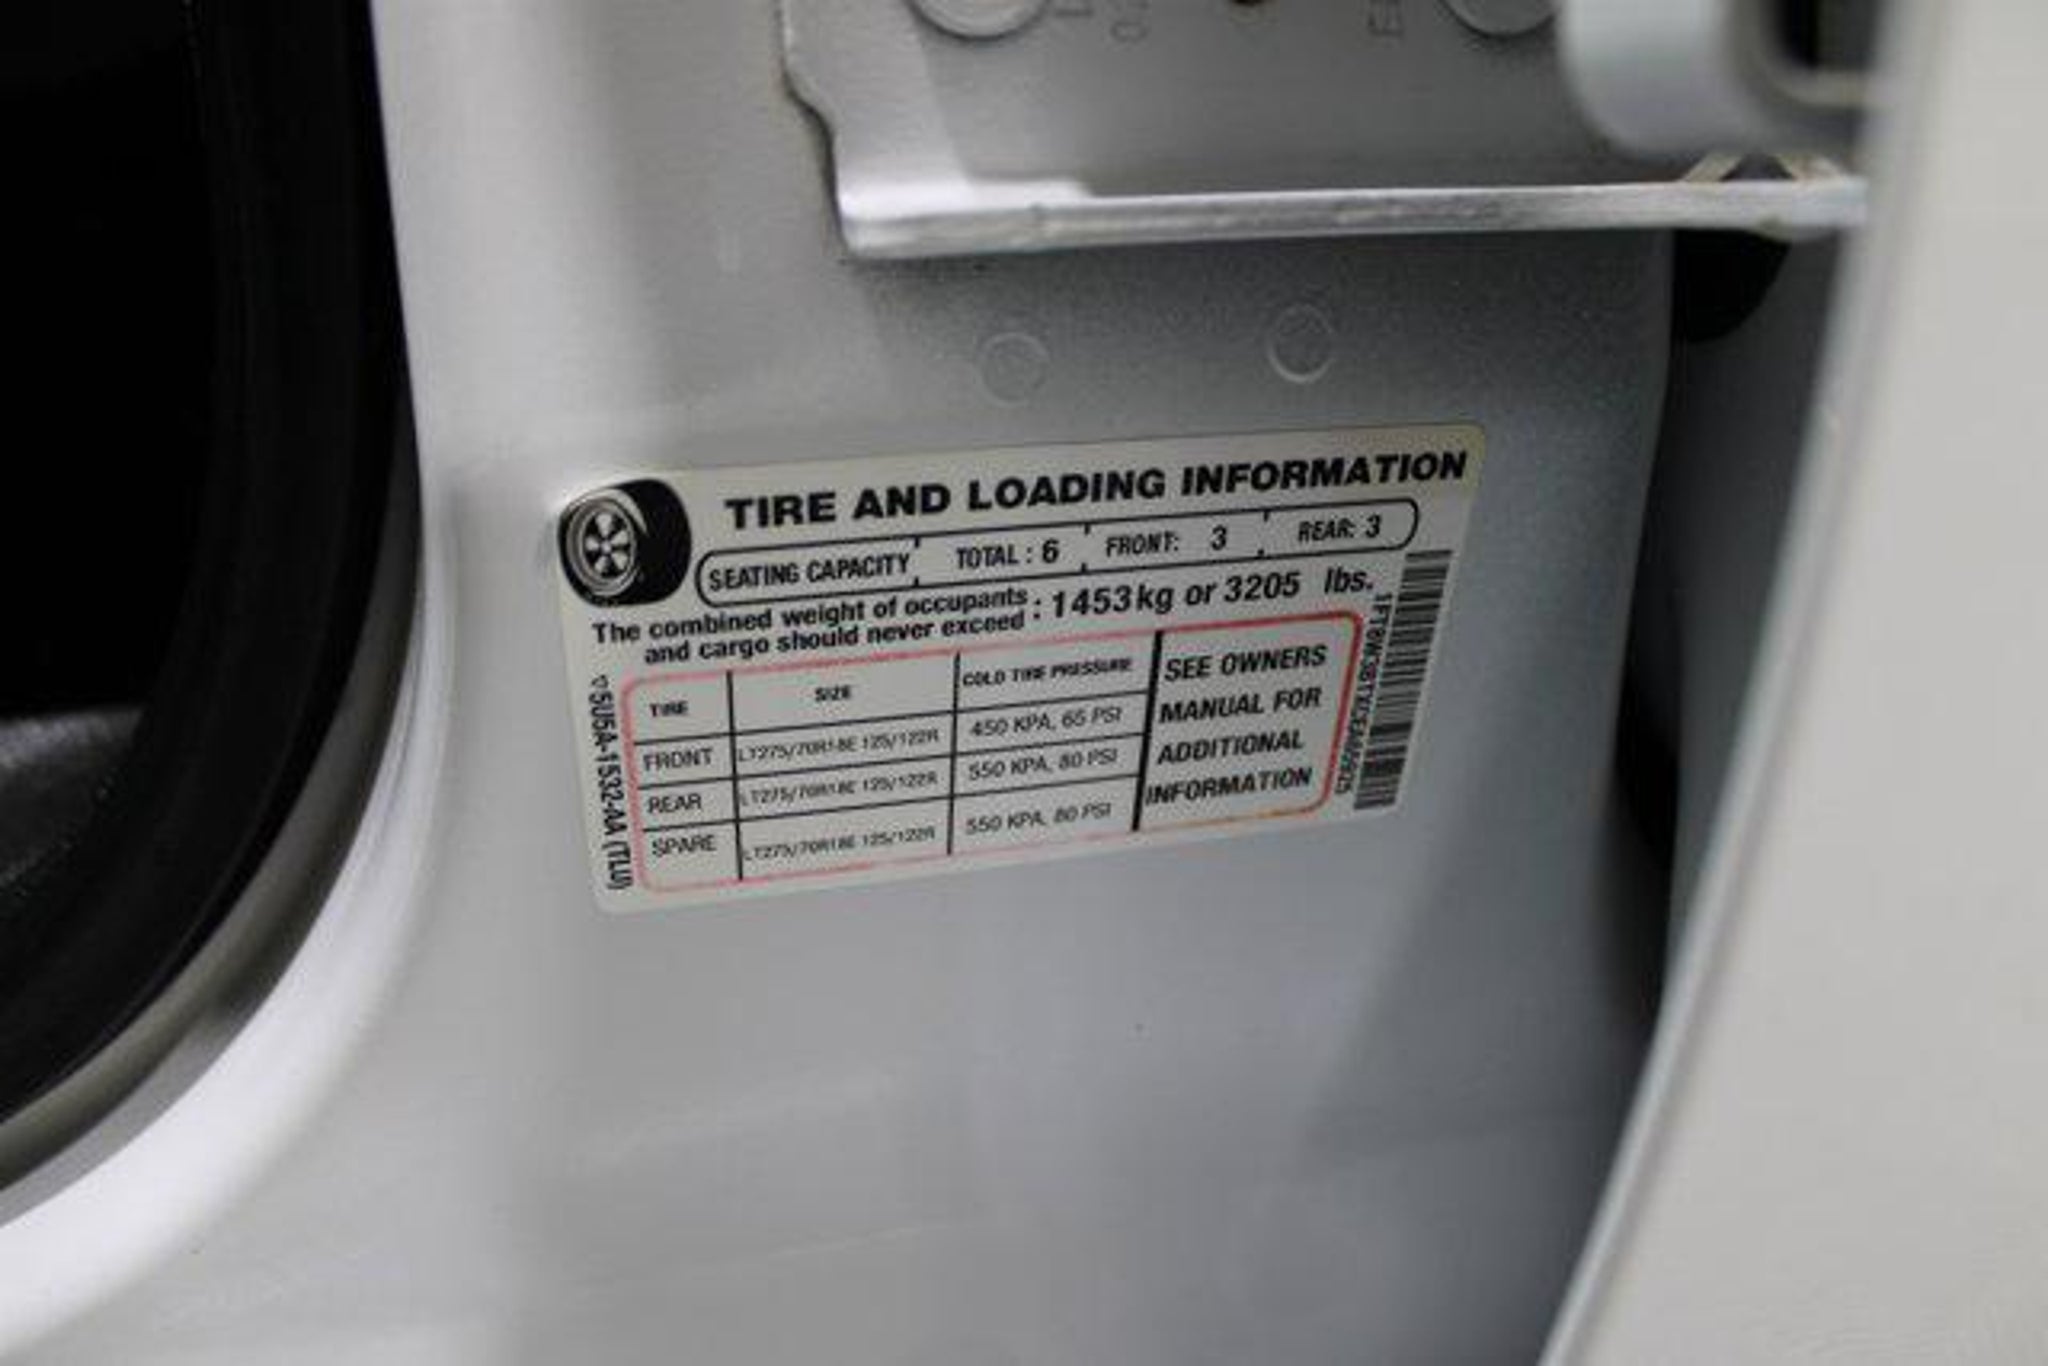 TIRE AND LOADING INFORMATION
SEATING CAPACITY TOTAL : 6 FRONT: 3 REAR: 3
The combined weight of occupants : 1453 kg or 3205 lbs.
and cargo should never exceed
TIRE SIZE COLD TIRE PRESSURE
FRONT LT275/70R18E 125/122R 450 KPA, 65 PSI
REAR LT275/70R18E 125/122R 550 KPA, 80 PSI
SPARE LT275/70R18E 125/122R 550 KPA, 80 PSI
SEE OWNERS
MANUAL FOR
ADDITIONAL
INFORMATION
5U5A-1532-AA (TLU)